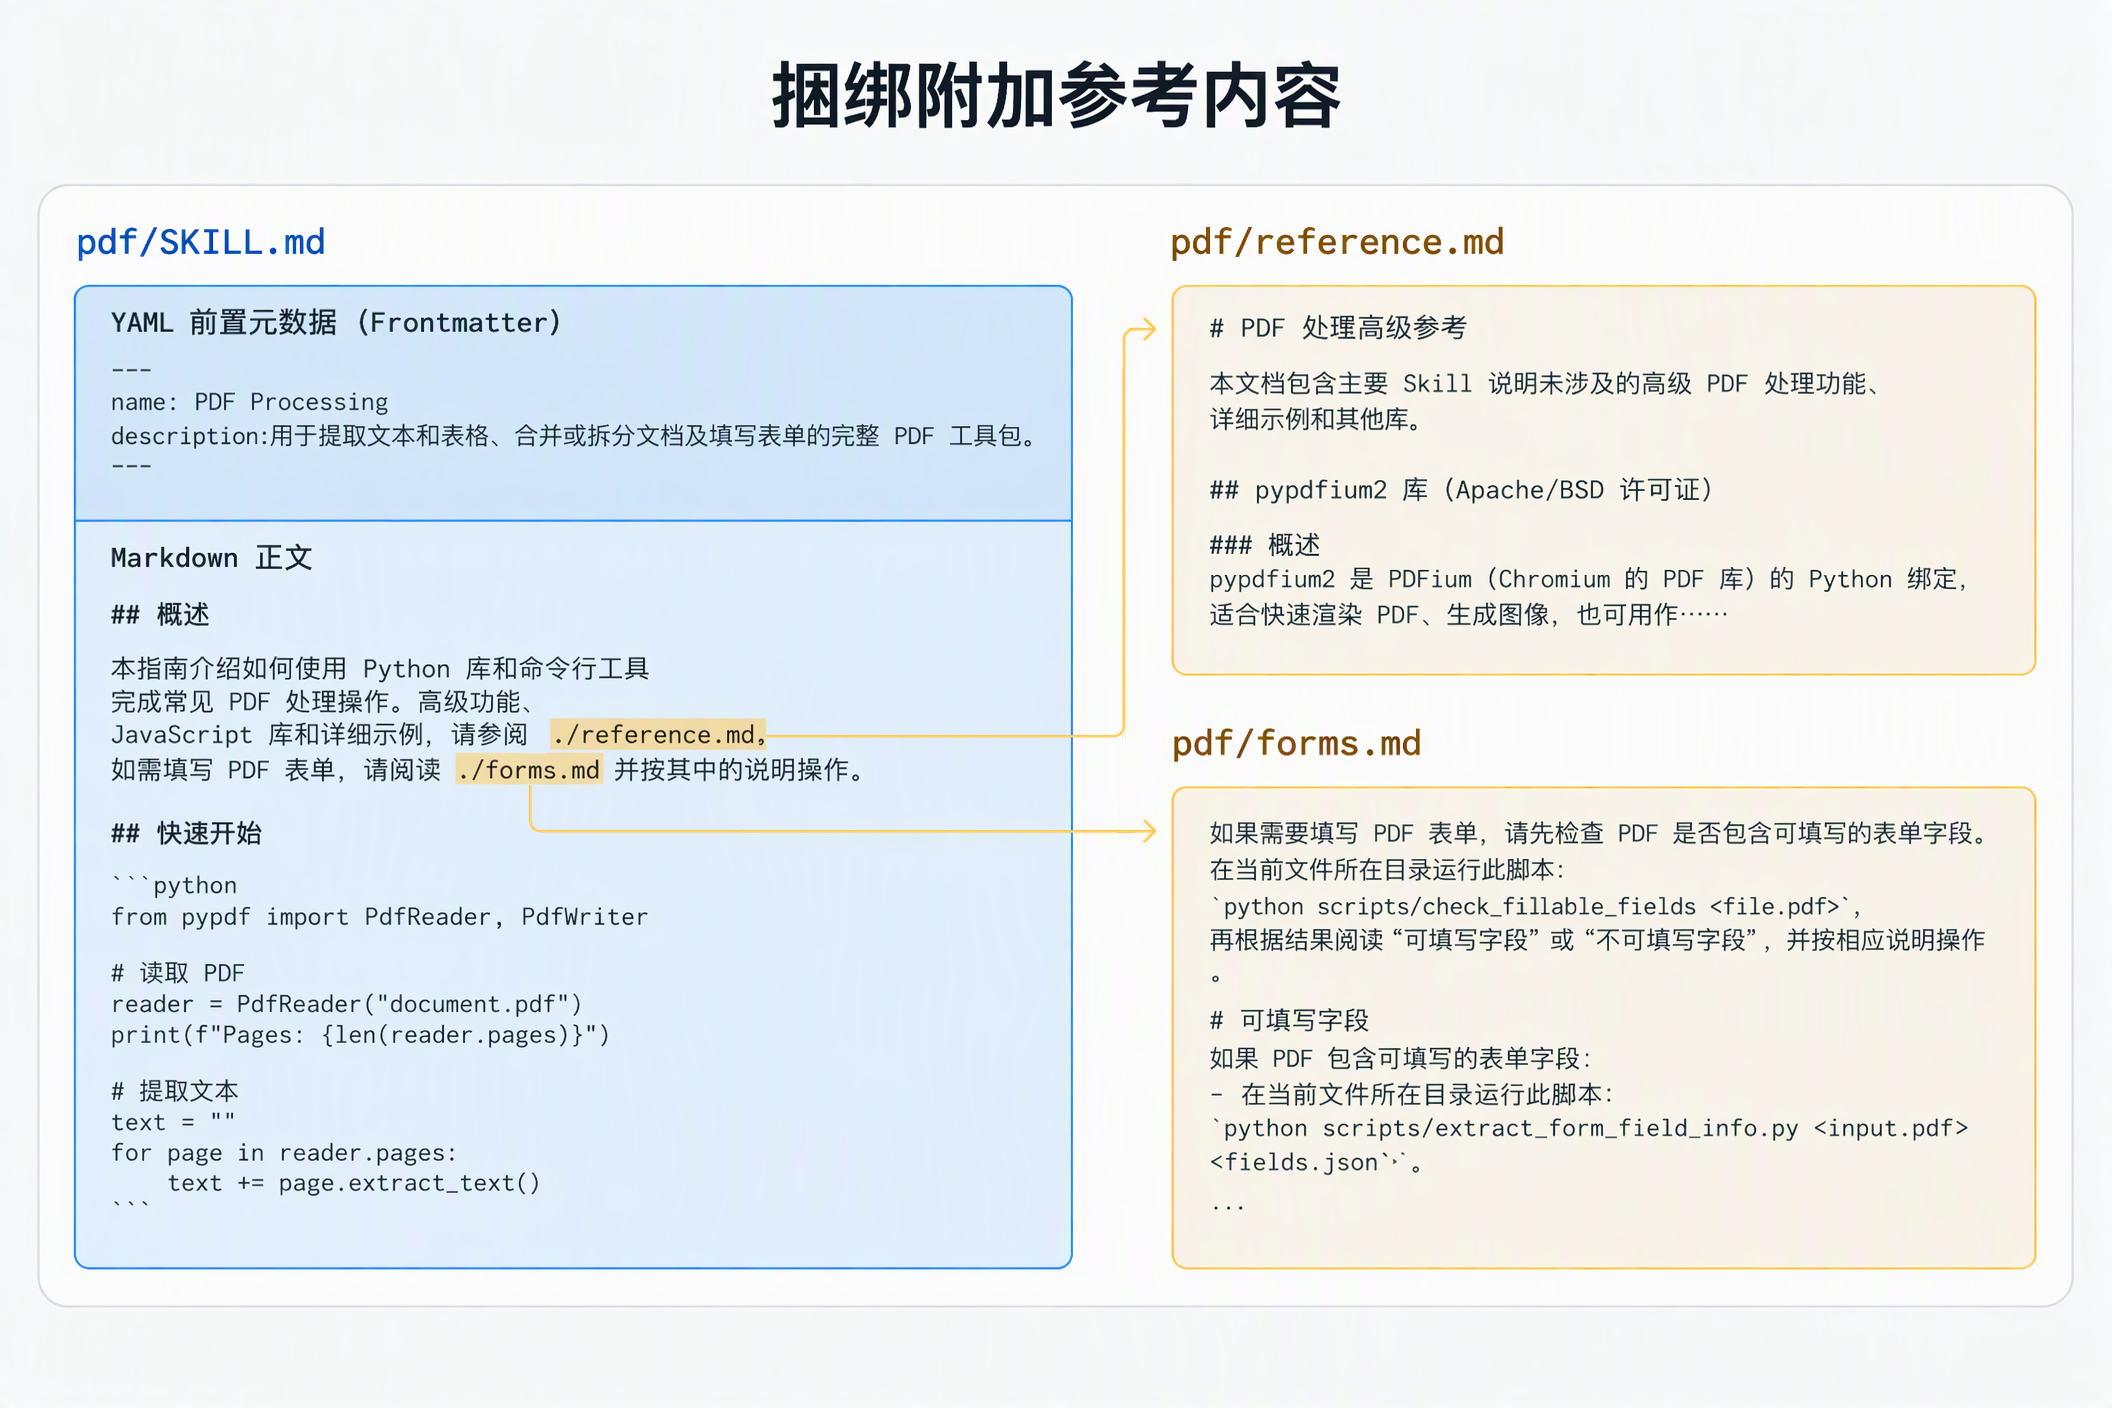 捆绑附加参考内容
pdf/SKILL.md
YAML 前置元数据（Frontmatter）
---
name: PDF Processing
description:用于提取文本和表格、合并或拆分文档及填写表单的完整 PDF 工具包。
---
Markdown 正文
## 概述
本指南介绍如何使用 Python 库和命令行工具
完成常见 PDF 处理操作。高级功能、
JavaScript 库和详细示例，请参阅 ./reference.md。
如需填写 PDF 表单，请阅读 ./forms.md 并按其中的说明操作。
## 快速开始
```python
from pypdf import PdfReader, PdfWriter
# 读取 PDF
reader = PdfReader("document.pdf")
print(f"Pages: {len(reader.pages)}")
# 提取文本
text = ""
for page in reader.pages:
    text += page.extract_text()
```
pdf/reference.md
# PDF 处理高级参考
本文档包含主要 Skill 说明未涉及的高级 PDF 处理功能、
详细示例和其他库。
## pypdfium2 库（Apache/BSD 许可证）
### 概述
pypdfium2 是 PDFium（Chromium 的 PDF 库）的 Python 绑定，
适合快速渲染 PDF、生成图像，也可用作……
pdf/forms.md
如果需要填写 PDF 表单，请先检查 PDF 是否包含可填写的表单字段。
在当前文件所在目录运行此脚本：
`python scripts/check_fillable_fields <file.pdf>`，
再根据结果阅读“可填写字段”或“不可填写字段”，并按相应说明操作
。
# 可填写字段
如果 PDF 包含可填写的表单字段：
- 在当前文件所在目录运行此脚本：
`python scripts/extract_form_field_info.py <input.pdf>
<fields.json`。
...